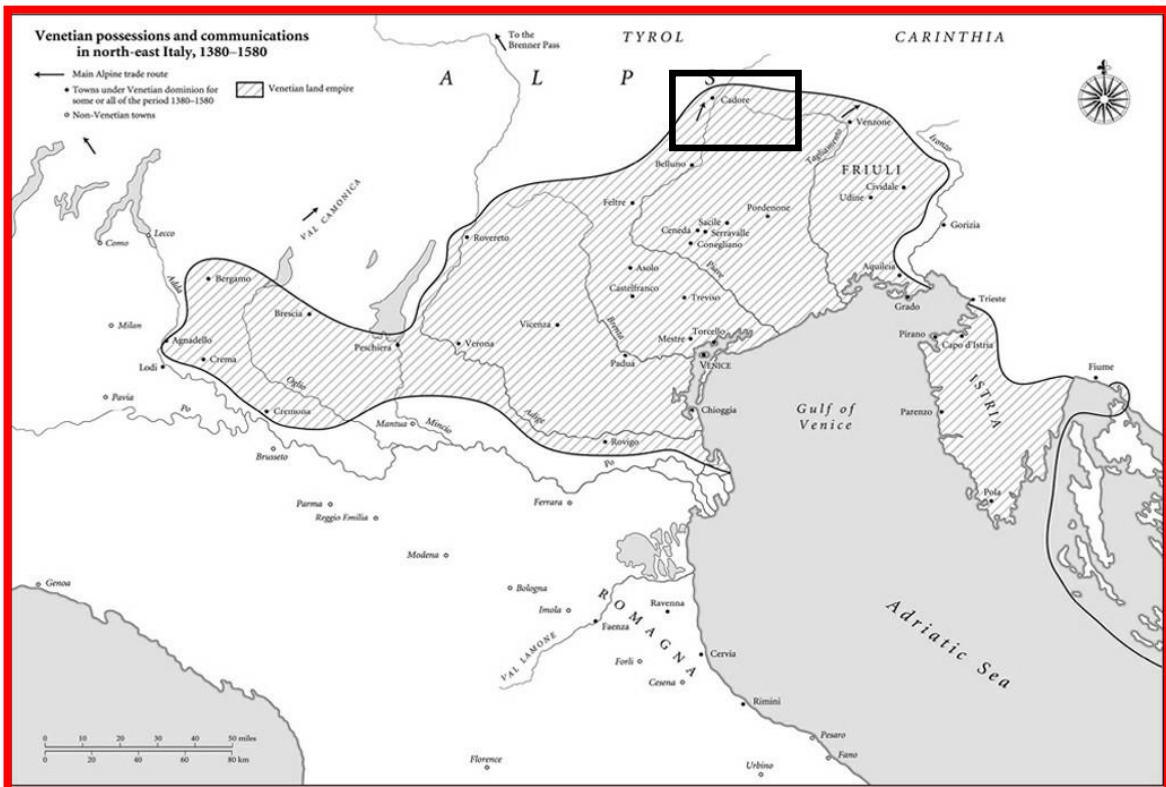 Venetian possessions and communications
in north-east Italy, 1380–1580
Main Alpine trade route
Towns under Venetian dominion for
some or all of the period 1380–1580
Non-Venetian towns
Venetian land empire
To the
Brenner Pass
TYROL
CARINTHIA
A L P S
Cadore
Venzone
Tagliamento
Isonzo
Belluno
FRIULI
Cividale
Udine
Feltre
Pordenone
Sacile
Ceneda
Serravalle
Conegliano
Gorizia
VAL CAMONICA
Como
Lecco
Rovereto
Adda
Bergamo
Asolo
Piave
Aquileia
Castelfranco
Treviso
Grado
Trieste
Brescia
Milan
Vicenza
Brenta
Torcello
Mestre
Pirano
Capo d'Istria
Agnadello
Peschiera
Verona
Crema
Padua
VENICE
Lodi
Fiume
ISTRIA
Oglio
Pavia
Po
Cremona
Adige
Chioggia
Gulf of
Venice
Parenzo
Mantua
Mincio
Rovigo
Brusseto
Po
Pola
Parma
Ferrara
Reggio Emilia
Modena
Genoa
Bologna
ROMAGNA
Imola
Ravenna
Faenza
Adriatic Sea
VAL LAMONE
Forlì
Cervia
Cesena
Rimini
Pesaro
Fano
0 10 20 30 40 50 miles
0 20 40 60 80 km
Florence
Urbino